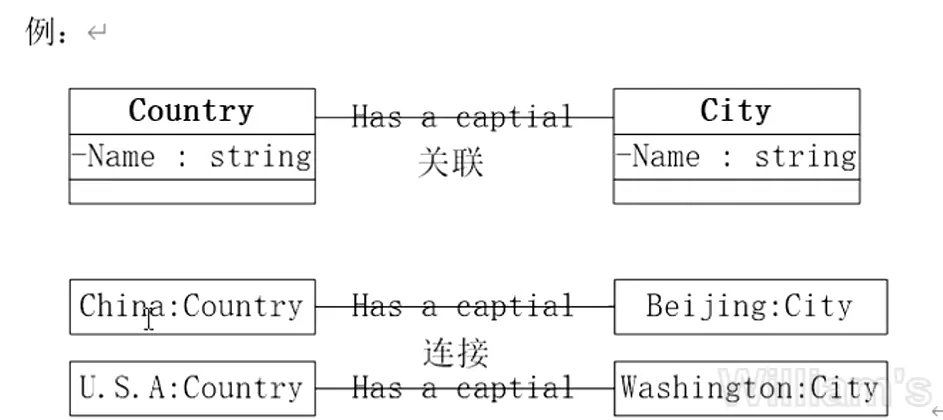 例：
Country Has a captial City
-Name : string 关联 -Name : string
China:Country Has a captial Beijing:City
连接
U.S.A:Country Has a captial Washington:City
William's